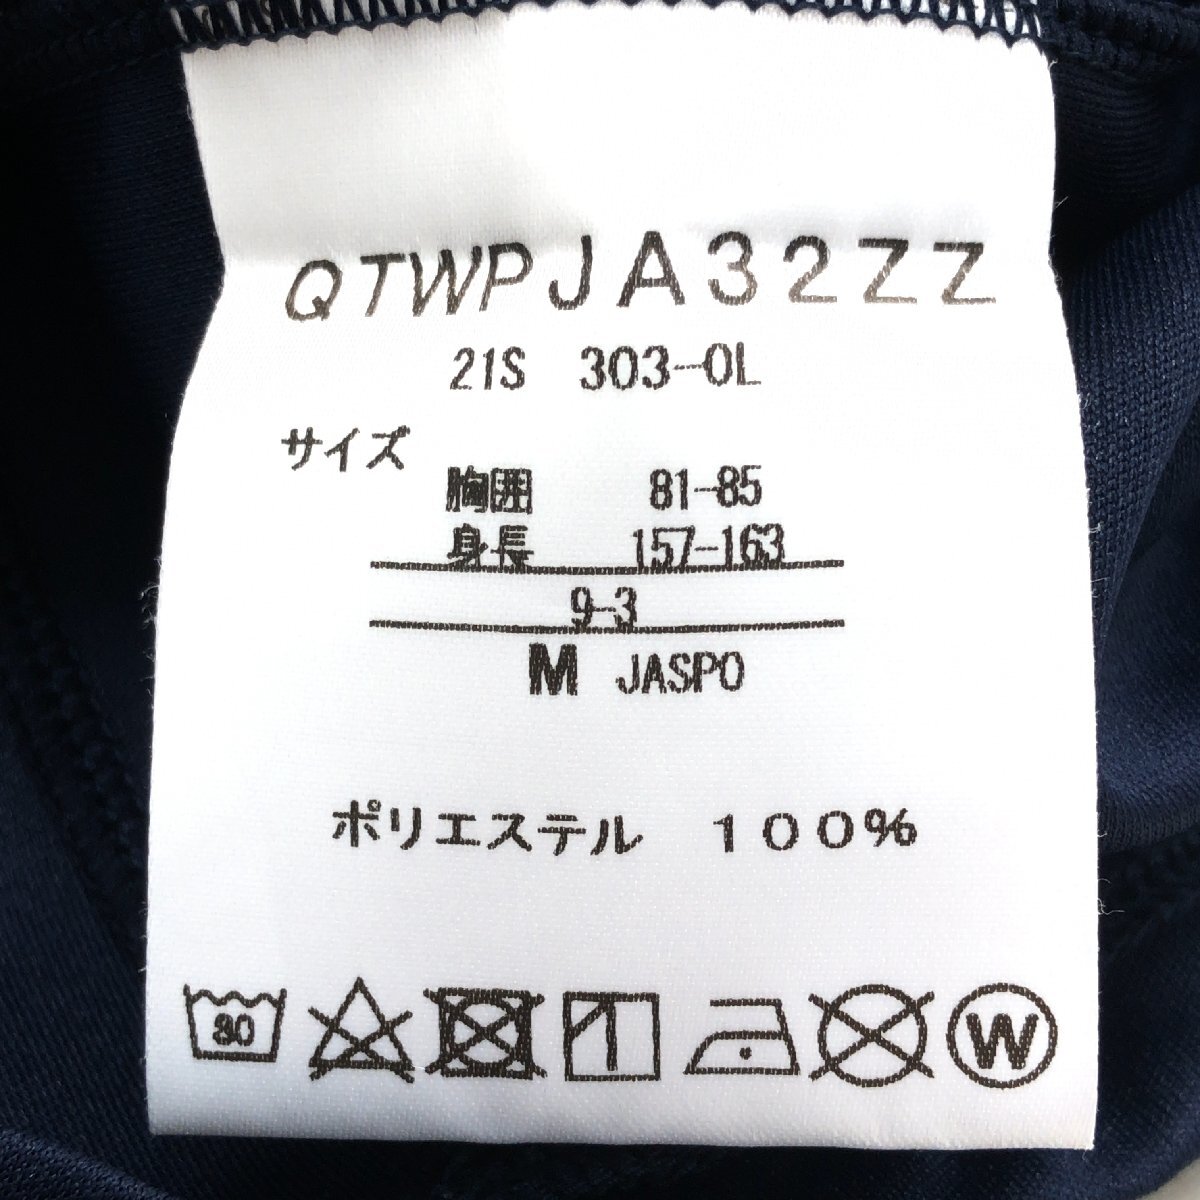 QTWPJA32ZZ
21S 303-0L
サイズ
胸囲 81-85
身長 157-163
9-3
M JASPO
ポリエステル 100%
30 W